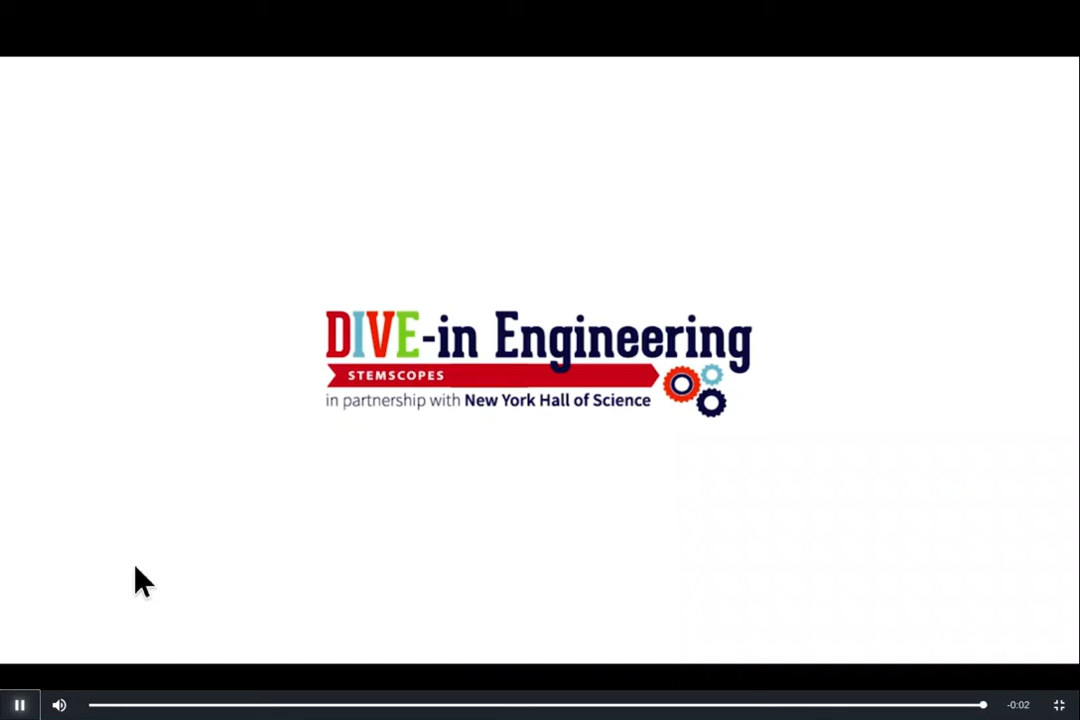 DIVE-in Engineering
STEMSCOPES
in partnership with New York Hall of Science
-0:02